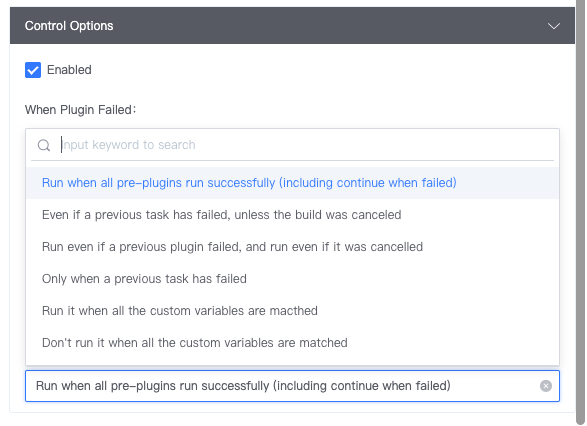 Control Options
Enabled
When Plugin Failed:
Input keyword to search
Run when all pre-plugins run successfully (including continue when failed)
Even if a previous task has failed, unless the build was canceled
Run even if a previous plugin failed, and run even if it was cancelled
Only when a previous task has failed
Run it when all the custom variables are macthed
Don't run it when all the custom variables are matched
Run when all pre-plugins run successfully (including continue when failed)